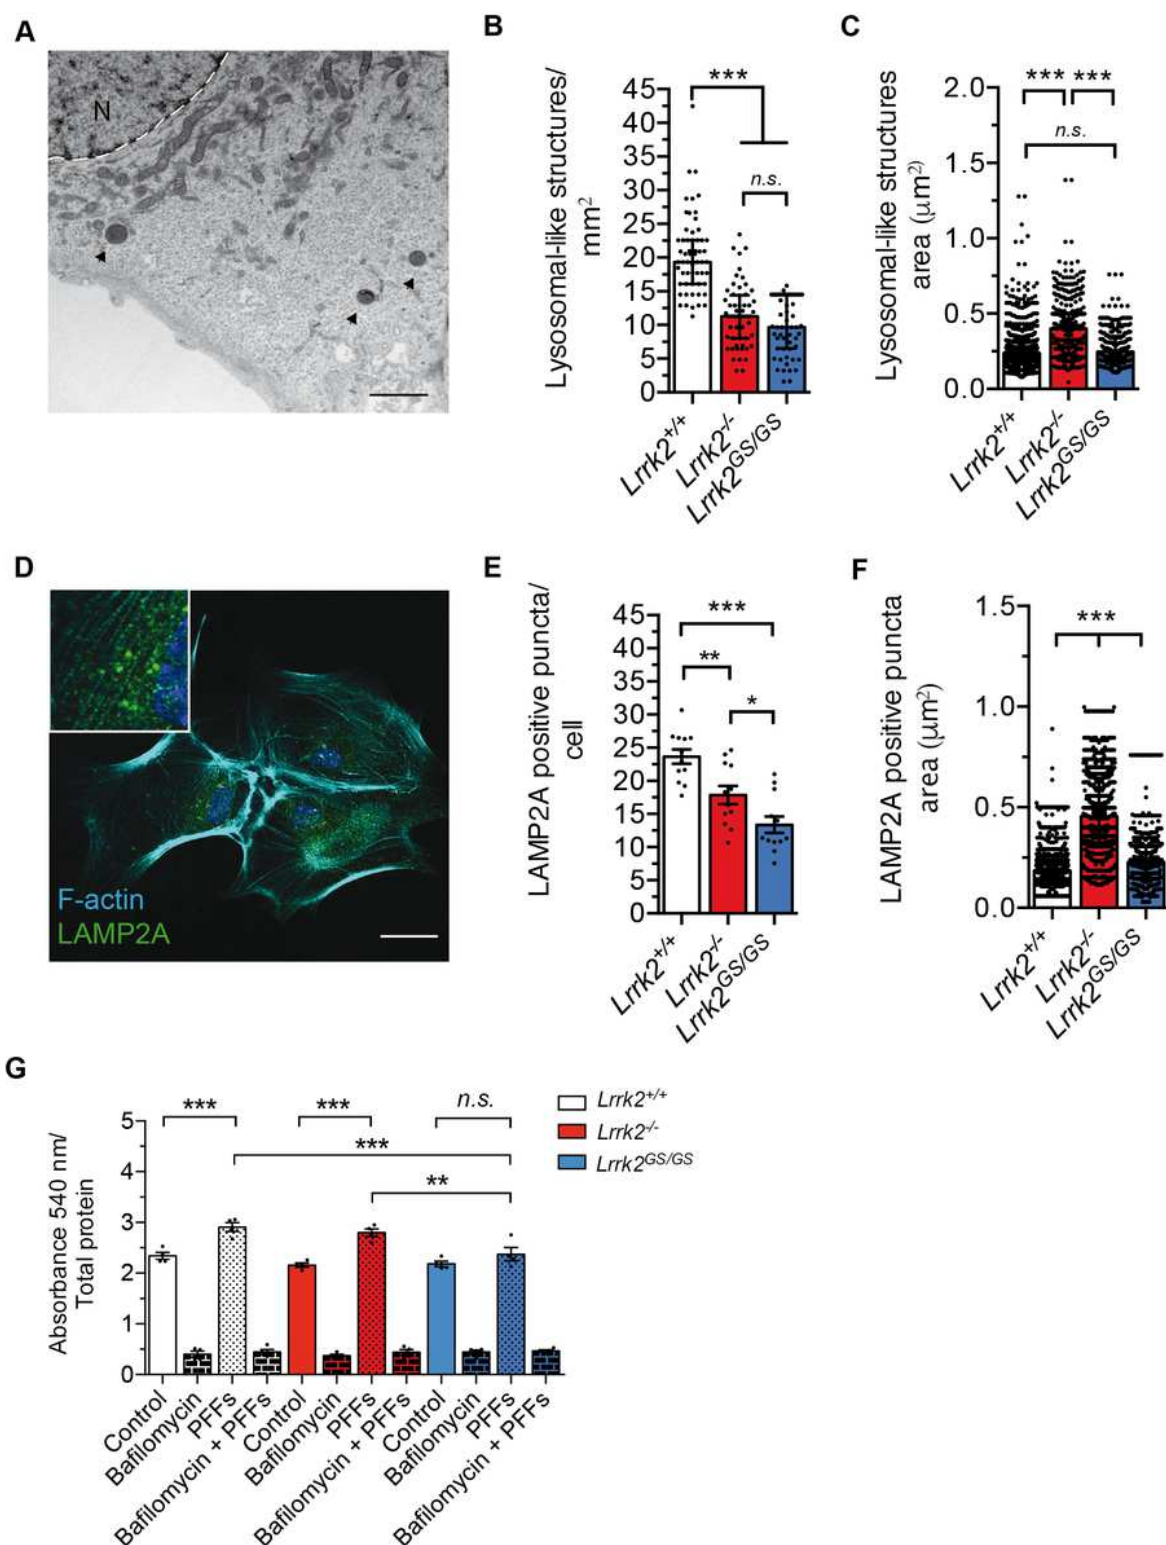 A
N
B
Lysosomal-like structures/
mm²
45
40
35
30
25
20
15
10
5
0
***
n.s.
Lrrk2+/+
Lrrk2-/-
Lrrk2GS/GS
C
Lysosomal-like structures
area (µm²)
2.0
1.5
1.0
0.5
0.0
*** ***
n.s.
Lrrk2+/+
Lrrk2-/-
Lrrk2GS/GS
D
F-actin
LAMP2A
E
LAMP2A positive puncta/
cell
45
40
35
30
25
20
15
10
5
0
***
**
*
Lrrk2+/+
Lrrk2-/-
Lrrk2GS/GS
F
LAMP2A positive puncta
area (µm²)
1.5
1.0
0.5
0.0
***
Lrrk2+/+
Lrrk2-/-
Lrrk2GS/GS
G
Absorbance 540 nm/
Total protein
5
4
3
2
1
0
*** *** n.s.
***
**
Lrrk2+/+
Lrrk2-/-
Lrrk2GS/GS
Control
Bafilomycin
PFFs
Bafilomycin + PFFs
Control
Bafilomycin
PFFs
Bafilomycin + PFFs
Control
Bafilomycin
PFFs
Bafilomycin + PFFs